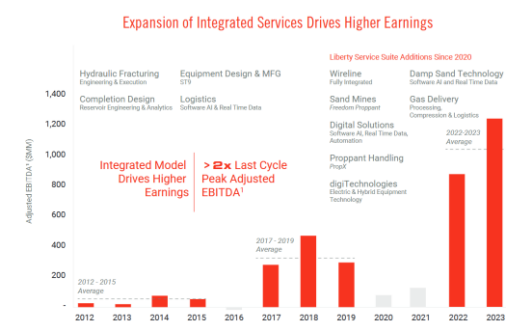 Expansion of Integrated Services Drives Higher Earnings
Liberty Service Suite Additions Since 2020
Hydraulic Fracturing
Engineering & Execution
Equipment Design & MFG
ST9
Wireline
Fully Integrated
Damp Sand Technology
Software AI and Real Time Data
Completion Design
Reservoir Engineering & Analytics
Logistics
Software AI & Real Time Data
Sand Mines
Freedom Proppant
Gas Delivery
Processing,
Compression & Logistics
Digital Solutions
Software AI, Real Time Data,
Automation
Proppant Handling
PropX
digiTechnologies
Electric & Hybrid Equipment
Technology
Integrated Model
Drives Higher
Earnings
> 2x Last Cycle
Peak Adjusted
EBITDA¹
Adjusted EBITDA¹ ($MM)
1,400
1,200
1,000
800
600
400
200
-
2012 - 2015
Average
2017 - 2019
Average
2022-2023
Average
2012 2013 2014 2015 2016 2017 2018 2019 2020 2021 2022 2023